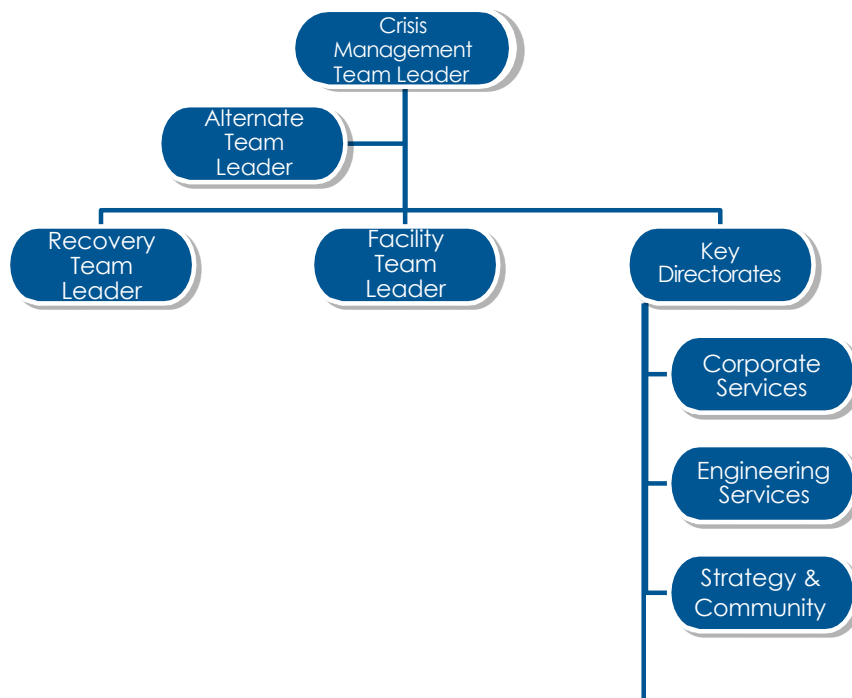 Crisis
Management
Team Leader
Alternate
Team
Leader
Recovery
Team
Leader
Facility
Team
Leader
Key
Directorates
Corporate
Services
Engineering
Services
Strategy &
Community